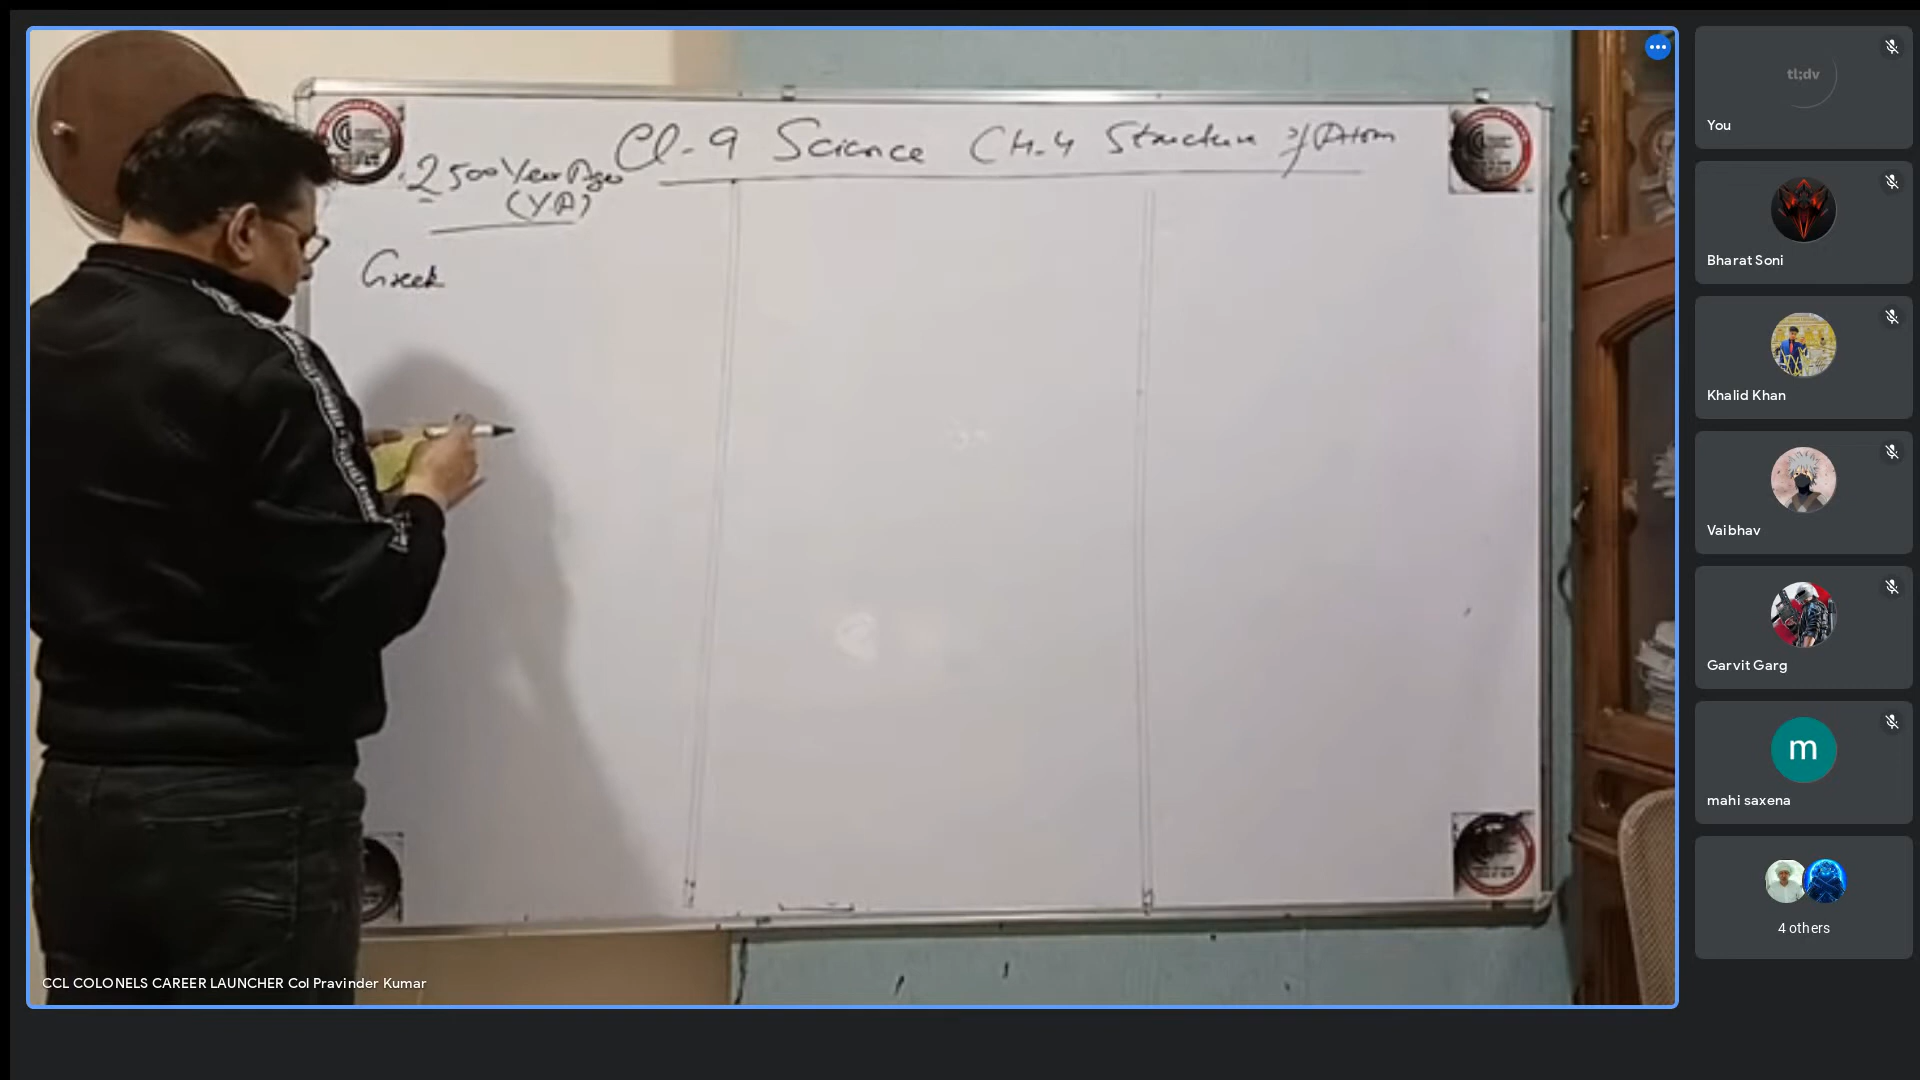 Cl-9 Science Ch-4 Structure of Atom
2500 Year Ago
(YA)
Greek
CCL COLONELS CAREER LAUNCHER Col Pravinder Kumar
tl;dv
You
Bharat Soni
Khalid Khan
Vaibhav
Garvit Garg
m
mahi saxena
4 others